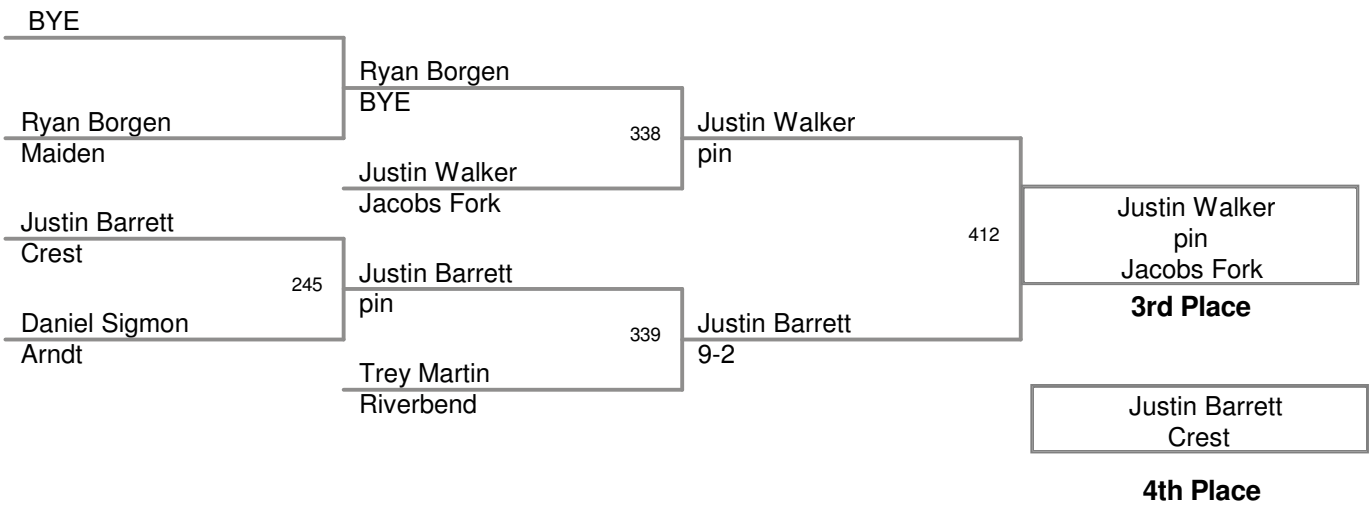 BYE
Ryan Borgen
Maiden
Justin Barrett
Crest
245
Daniel Sigmon
Arndt
Ryan Borgen
BYE
338
Justin Walker
Jacobs Fork
Justin Barrett
pin
339
Trey Martin
Riverbend
Justin Walker
pin
412
Justin Barrett
9-2
Justin Walker
pin
Jacobs Fork
3rd Place
Justin Barrett
Crest
4th Place